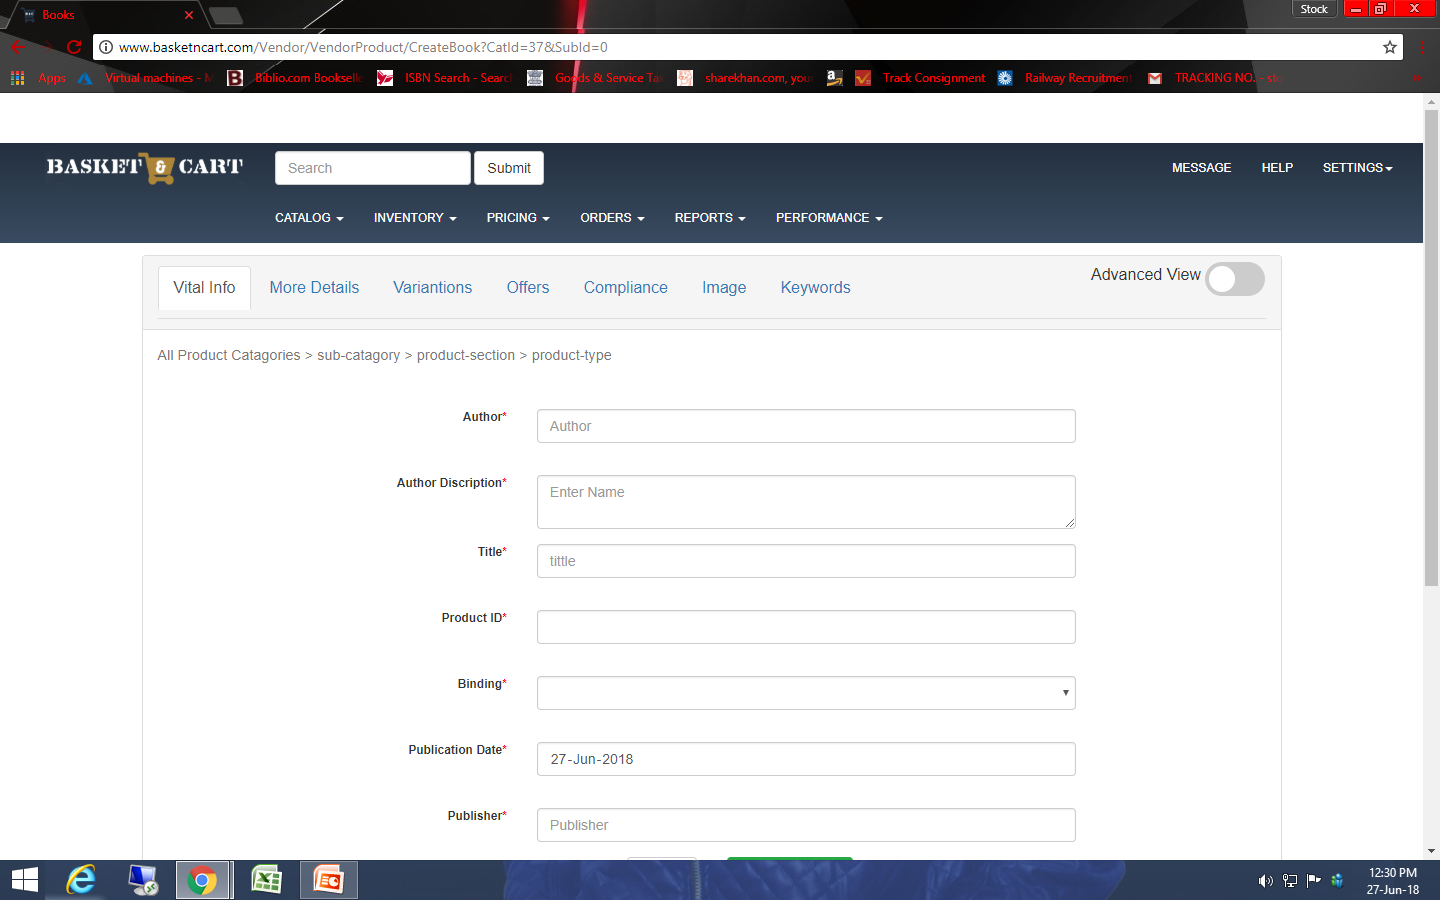 Books
Stock
www.basketncart.com/Vendor/VendorProduct/CreateBook?CatId=37&SubId=0
Apps Virtual machines - M Biblio.com Bookselle ISBN Search - Search Goods & Service Tax sharekhan.com, your Track Consignment Railway Recruitment TRACKING NO. - st
BASKET & CART Search Submit MESSAGE HELP SETTINGS
CATALOG INVENTORY PRICING ORDERS REPORTS PERFORMANCE
Vital Info More Details Variantions Offers Compliance Image Keywords Advanced View
All Product Catagories > sub-catagory > product-section > product-type
Author* Author
Author Discription* Enter Name
Title* tittle
Product ID*
Binding*
Publication Date* 27-Jun-2018
Publisher* Publisher
12:30 PM
27-Jun-18